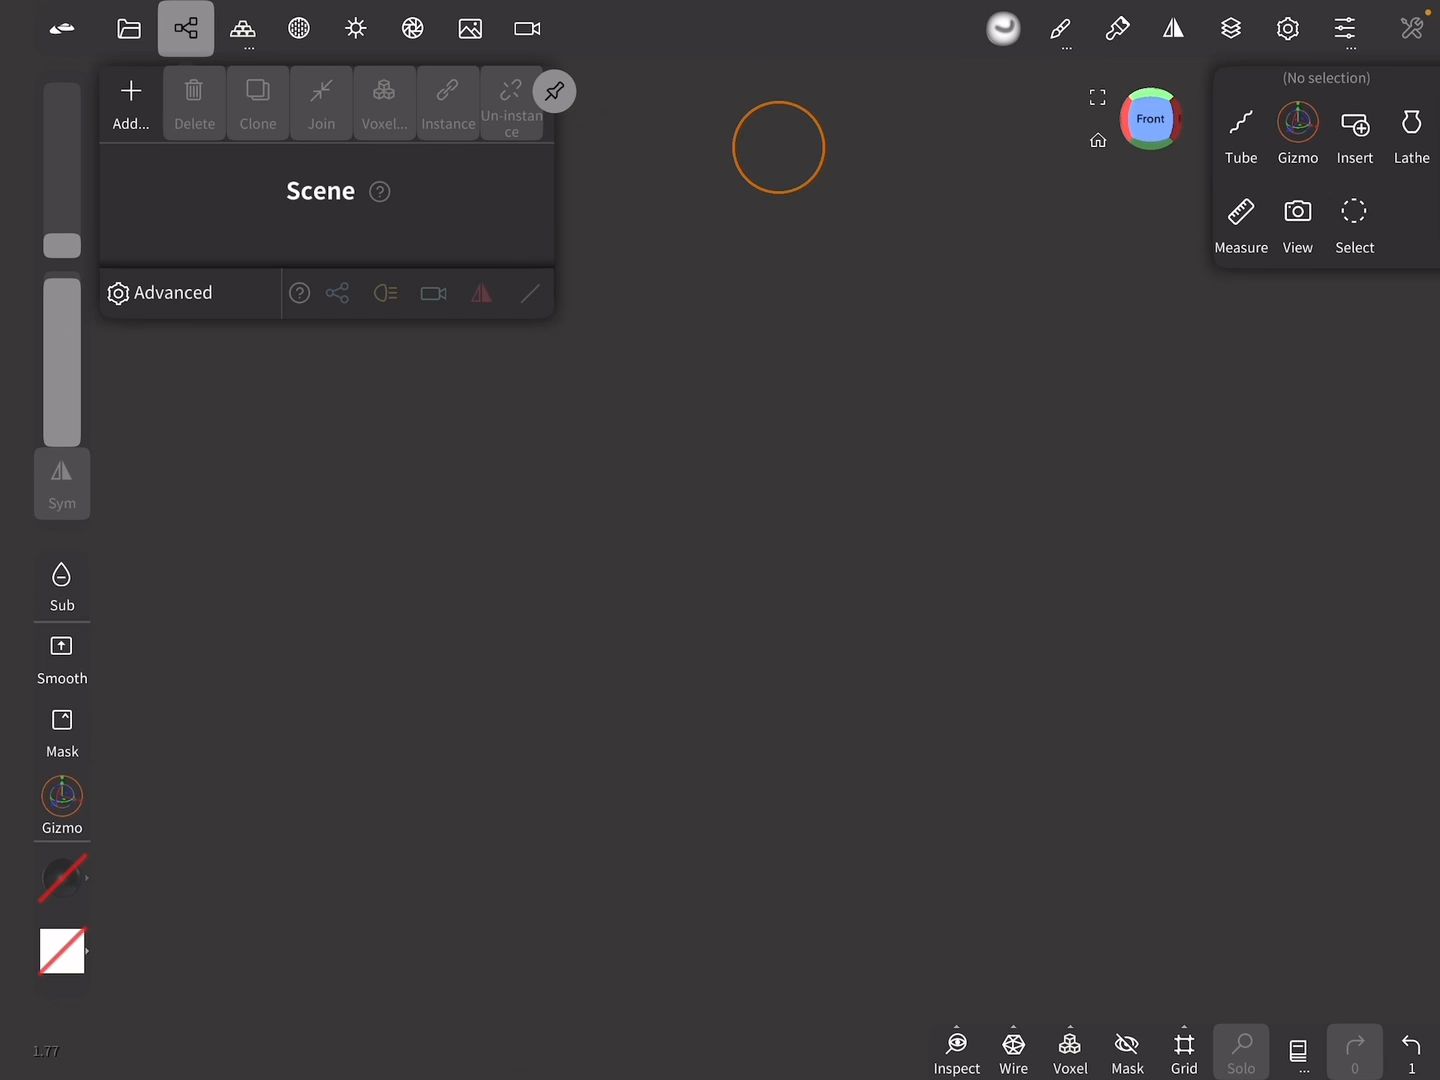 Add...
Delete
Clone
Join
Voxel...
Instance
Un-instan
ce
Scene
Advanced
Front
(No selection)
Tube
Gizmo
Insert
Lathe
Measure
View
Select
Sym
Sub
Smooth
Mask
Gizmo
1.77
Inspect
Wire
Voxel
Mask
Grid
Solo
...
0
1